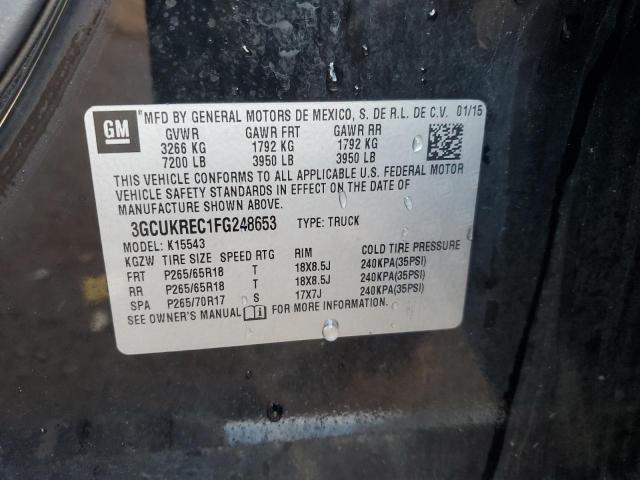 GM
"MFD BY GENERAL MOTORS DE MEXICO, S. DE R.L. DE C.V. 01/15
GVWR GAWR FRT GAWR RR
3266 KG 1792 KG 1792 KG
7200 LB 3950 LB 3950 LB
THIS VEHICLE CONFORMS TO ALL APPLICABLE U.S. FEDERAL MOTOR
VEHICLE SAFETY STANDARDS IN EFFECT ON THE DATE OF
MANUFACTURE SHOWN ABOVE.
3GCUKREC1FG248653 TYPE: TRUCK
MODEL: K15543
KGZW TIRE SIZE SPEED RTG RIM COLD TIRE PRESSURE
FRT P265/65R18 T 18X8.5J 240KPA(35PSI)
RR P265/65R18 T 18X8.5J 240KPA(35PSI)
SPA P265/70R17 S 17X7J 240KPA(35PSI)
SEE OWNER'S MANUAL FOR MORE INFORMATION.